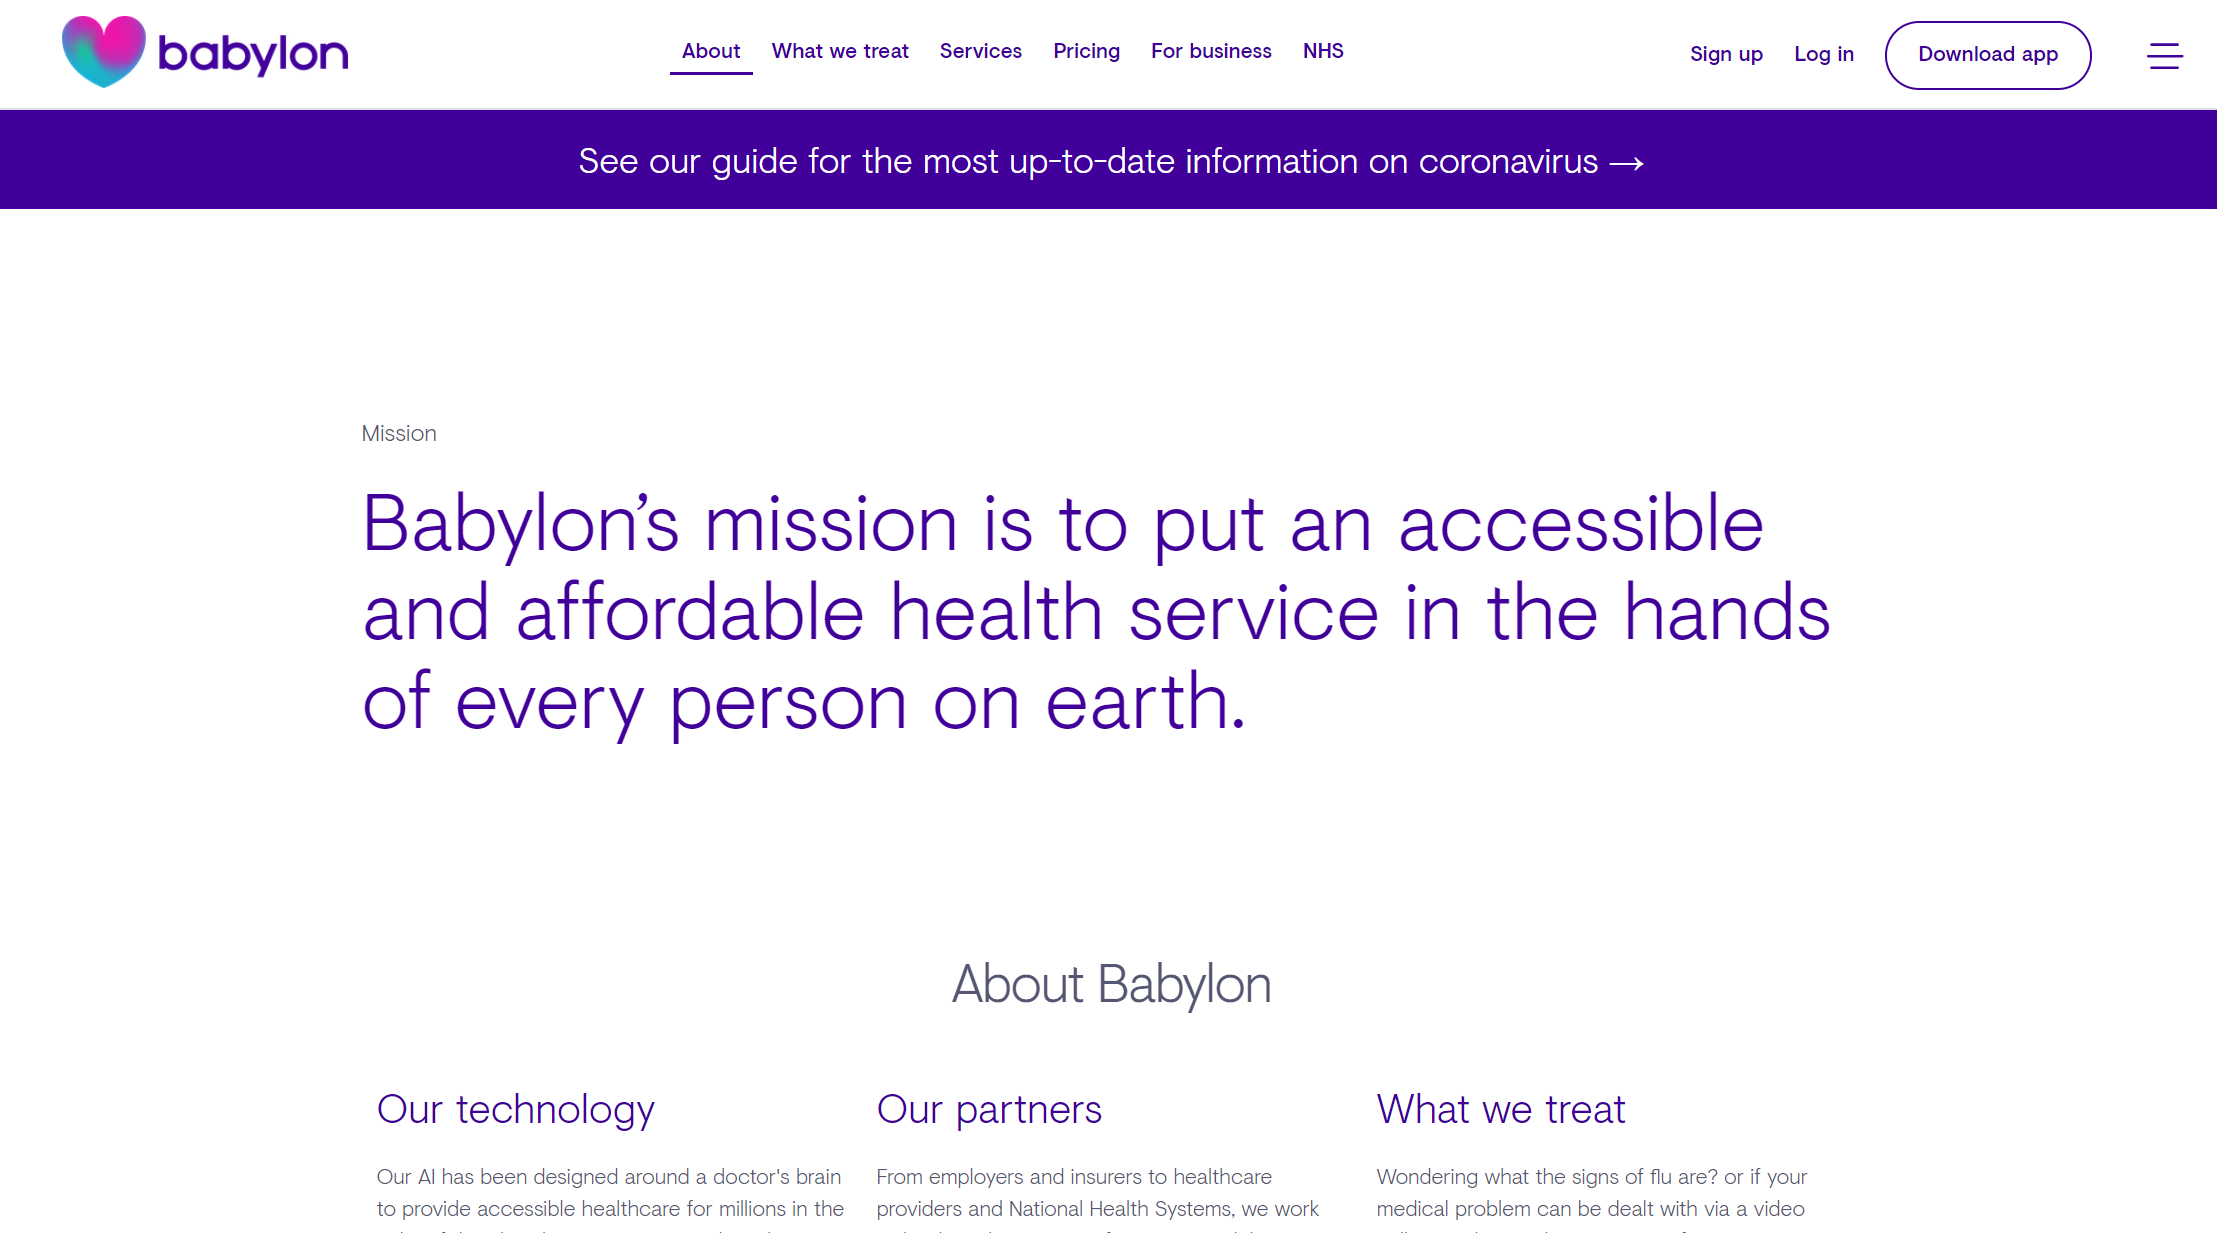 babylon
About What we treat Services Pricing For business NHS
Sign up Log in Download app
See our guide for the most up-to-date information on coronavirus →
Mission
Babylon’s mission is to put an accessible
and affordable health service in the hands
of every person on earth.
About Babylon
Our technology
Our AI has been designed around a doctor's brain
to provide accessible healthcare for millions in the
Our partners
From employers and insurers to healthcare
providers and National Health Systems, we work
What we treat
Wondering what the signs of flu are? or if your
medical problem can be dealt with via a video